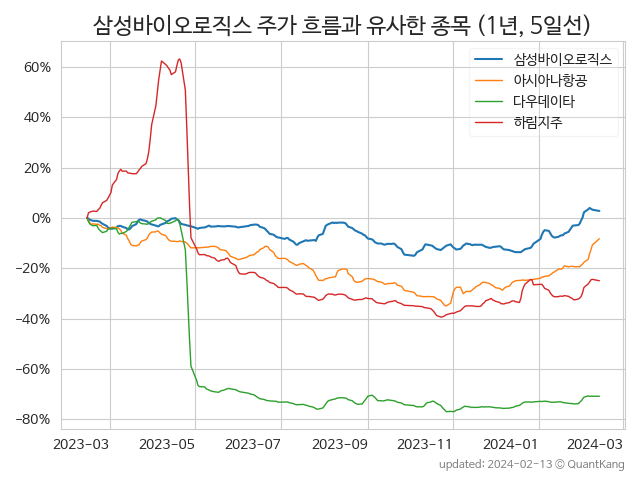 삼성바이오로직스 주가 흐름과 유사한 종목 (1년, 5일선)
삼성바이오로직스
아시아나항공
다우데이타
하림지주
60%
40%
20%
0%
−20%
−40%
−60%
−80%
2023−03 2023−05 2023−07 2023−09 2023−11 2024−01 2024−03
updated: 2024-02-13 © QuantKang